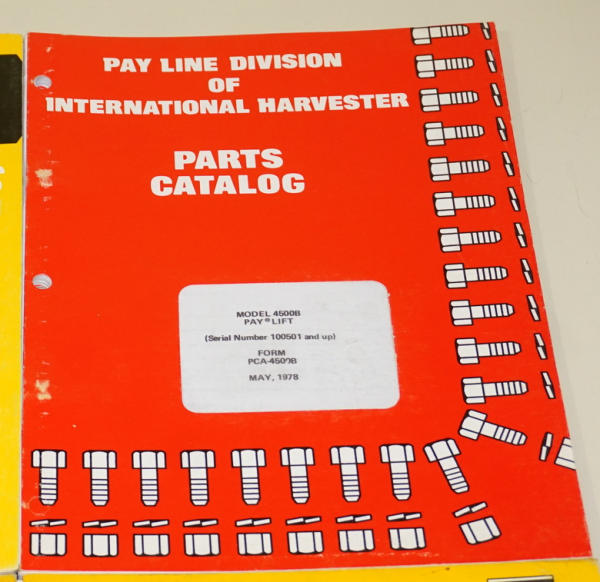 PAY LINE DIVISION
OF
INTERNATIONAL HARVESTER
PARTS
CATALOG
MODEL 4500B
PAY® LIFT
(Serial Number 100501 and up)
FORM
PCA-4500B
MAY, 1978